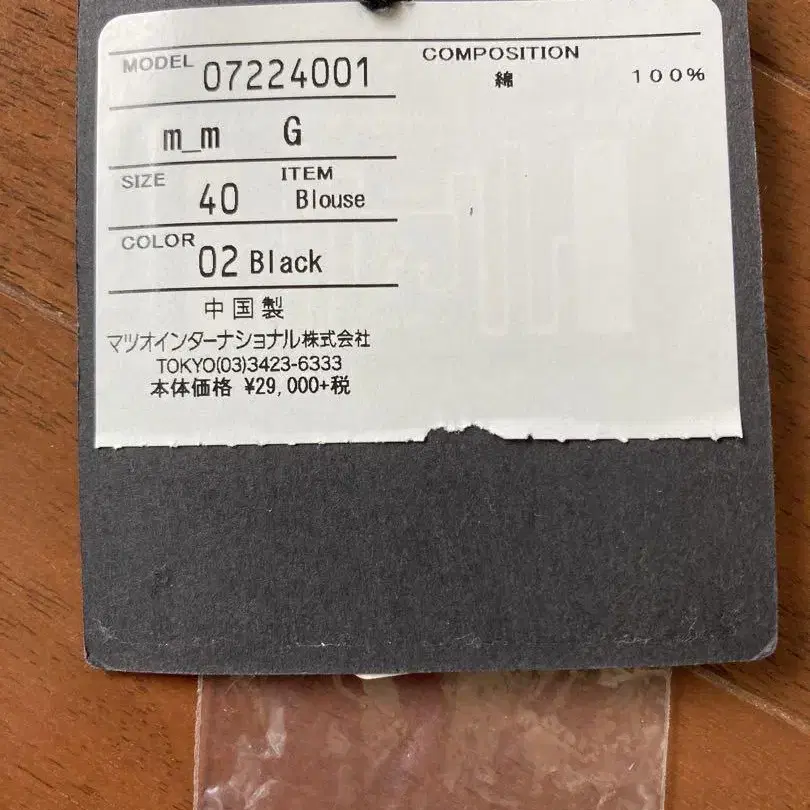 MODEL 07224001
m_m G
SIZE 40 ITEM Blouse
COLOR 02 Black
中国製
マツオインターナショナル株式会社
TOKYO(03)3423-6333
本体価格 ¥29,000+税
COMPOSITION
綿 100%